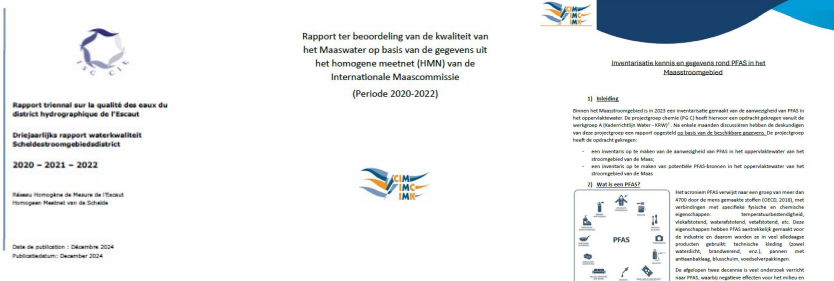 ISC CIE
Rapport triennal sur la qualité des eaux du
district hydrographique de l'Escaut
Driejaarlijks rapport waterkwaliteit
Scheldestroomgebiedsdistrict
2020 – 2021 – 2022
Réseau Homogène de Mesure de l'Escaut
Homogeen Meetnet van de Schelde
Date de publication : Décembre 2024
Publicatiedatum: December 2024
Rapport ter beoordeling van de kwaliteit van
het Maaswater op basis van de gegevens uit
het homogene meetnet (HMN) van de
Internationale Maascommissie
(Periode 2020-2022)
CIM
IMC
IMK
CIM
IMC
IMK
Inventarisatie kennis en gegevens rond PFAS in het
Maasstroomgebied
1) Inleiding
Binnen het Maasstroomgebied is in 2023 een inventarisatie gemaakt van de aanwezigheid van PFAS in
het oppervlaktewater. De projectgroep chemie (PG C) heeft hiervoor een opdracht gekregen vanuit de
werkgroep A (Kaderrichtlijn Water - KRW)¹. Na enkele maanden discussiëren hebben de deskundigen
van deze projectgroep een rapport opgesteld op basis van de beschikbare gegevens. De projectgroep
heeft de opdracht gekregen:
- een inventaris op te maken van de aanwezigheid van PFAS in het oppervlaktewater van het
stroomgebied van de Maas;
- een inventaris op te maken van potentiële PFAS-bronnen in het oppervlaktewater van het
stroomgebied van de Maas
2) Wat is een PFAS?
PFAS
Het acroniem PFAS verwijst naar een groep van meer dan
4700 door de mens gemaakte stoffen (OECD, 2018), met
verbindingen met specifieke fysische en chemische
eigenschappen: temperatuurbestendigheid,
vlekafstotend, waterafstotend, vetafstotend, etc. Deze
eigenschappen hebben PFAS aantrekkelijk gemaakt voor
de industrie en daarom worden ze in veel alledaagse
producten gebruikt: technische kleding (zowel
waterdicht, brandwerend, enz.), pannen met
antiaanbaklaag, blusschuim, voedselverpakkingen.
De afgelopen twee decennia is veel onderzoek verricht
naar PFAS, waarbij negatieve effecten voor het milieu en